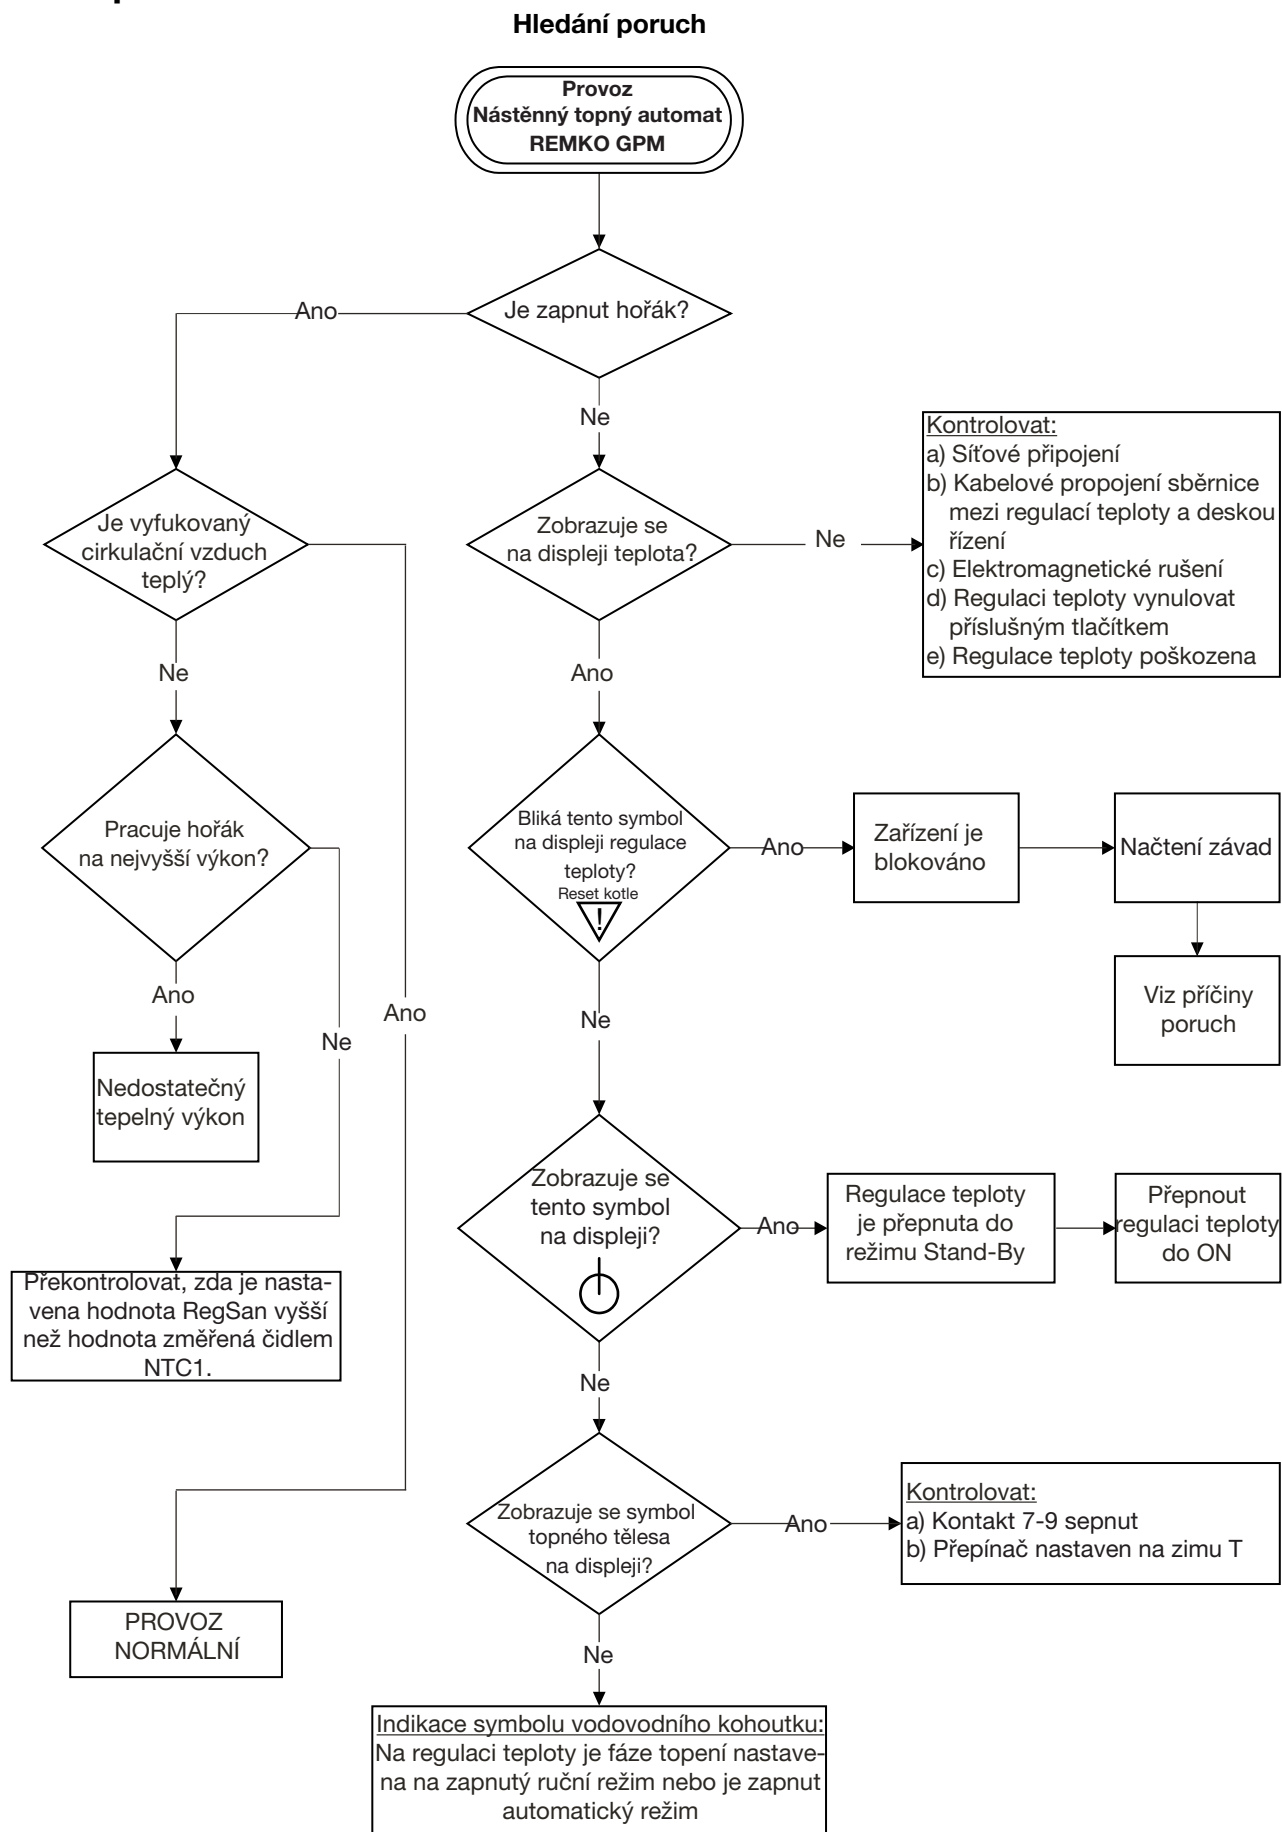 Hledání poruch
Provoz
Nástěnný topný automat
REMKO GPM
Je zapnut hořák?
Ano
Ne
Je vyfukovaný
cirkulační vzduch
teplý?
Zobrazuje se
na displeji teplota?
Ne
Kontrolovat:
a) Síťové připojení
b) Kabelové propojení sběrnice
mezi regulací teploty a deskou
řízení
c) Elektromagnetické rušení
d) Regulaci teploty vynulovat
příslušným tlačítkem
e) Regulace teploty poškozena
Ne
Ano
Pracuje hořák
na nejvyšší výkon?
Bliká tento symbol
na displeji regulace
teploty?
Reset kotle
!
Ano
Zařízení je
blokováno
Načtení závad
Viz příčiny
poruch
Ano
Ne
Ano
Ne
Nedostatečný
tepelný výkon
Zobrazuje se
tento symbol
na displeji?
Ano
Regulace teploty
je přepnuta do
režimu Stand-By
Přepnout
regulaci teploty
do ON
Překontrolovat, zda je nasta-
vena hodnota RegSan vyšší
než hodnota změřená čidlem
NTC1.
Ne
Zobrazuje se symbol
topného tělesa
na displeji?
Ano
Kontrolovat:
a) Kontakt 7-9 sepnut
b) Přepínač nastaven na zimu T
PROVOZ
NORMÁLNÍ
Ne
Indikace symbolu vodovodního kohoutku:
Na regulaci teploty je fáze topení nastave-
na na zapnutý ruční režim nebo je zapnut
automatický režim